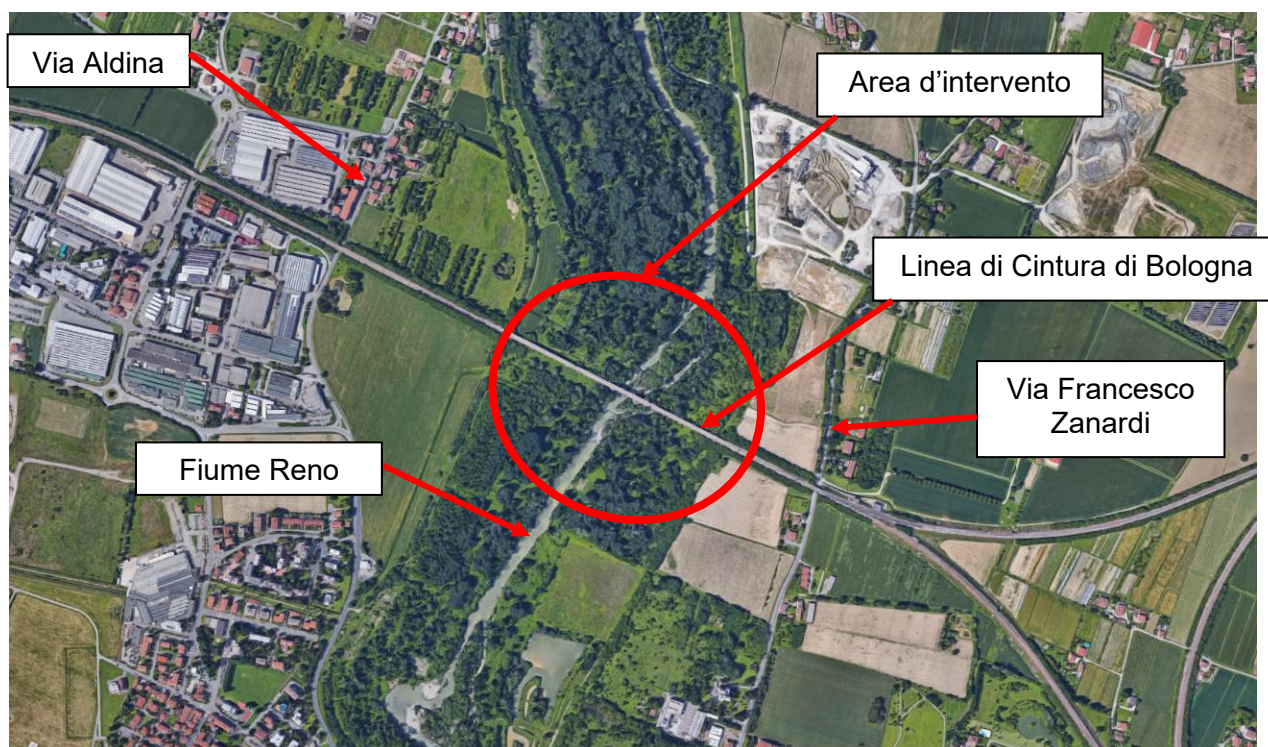 Via Aldina
Area d’intervento
Linea di Cintura di Bologna
Via Francesco
Zanardi
Fiume Reno